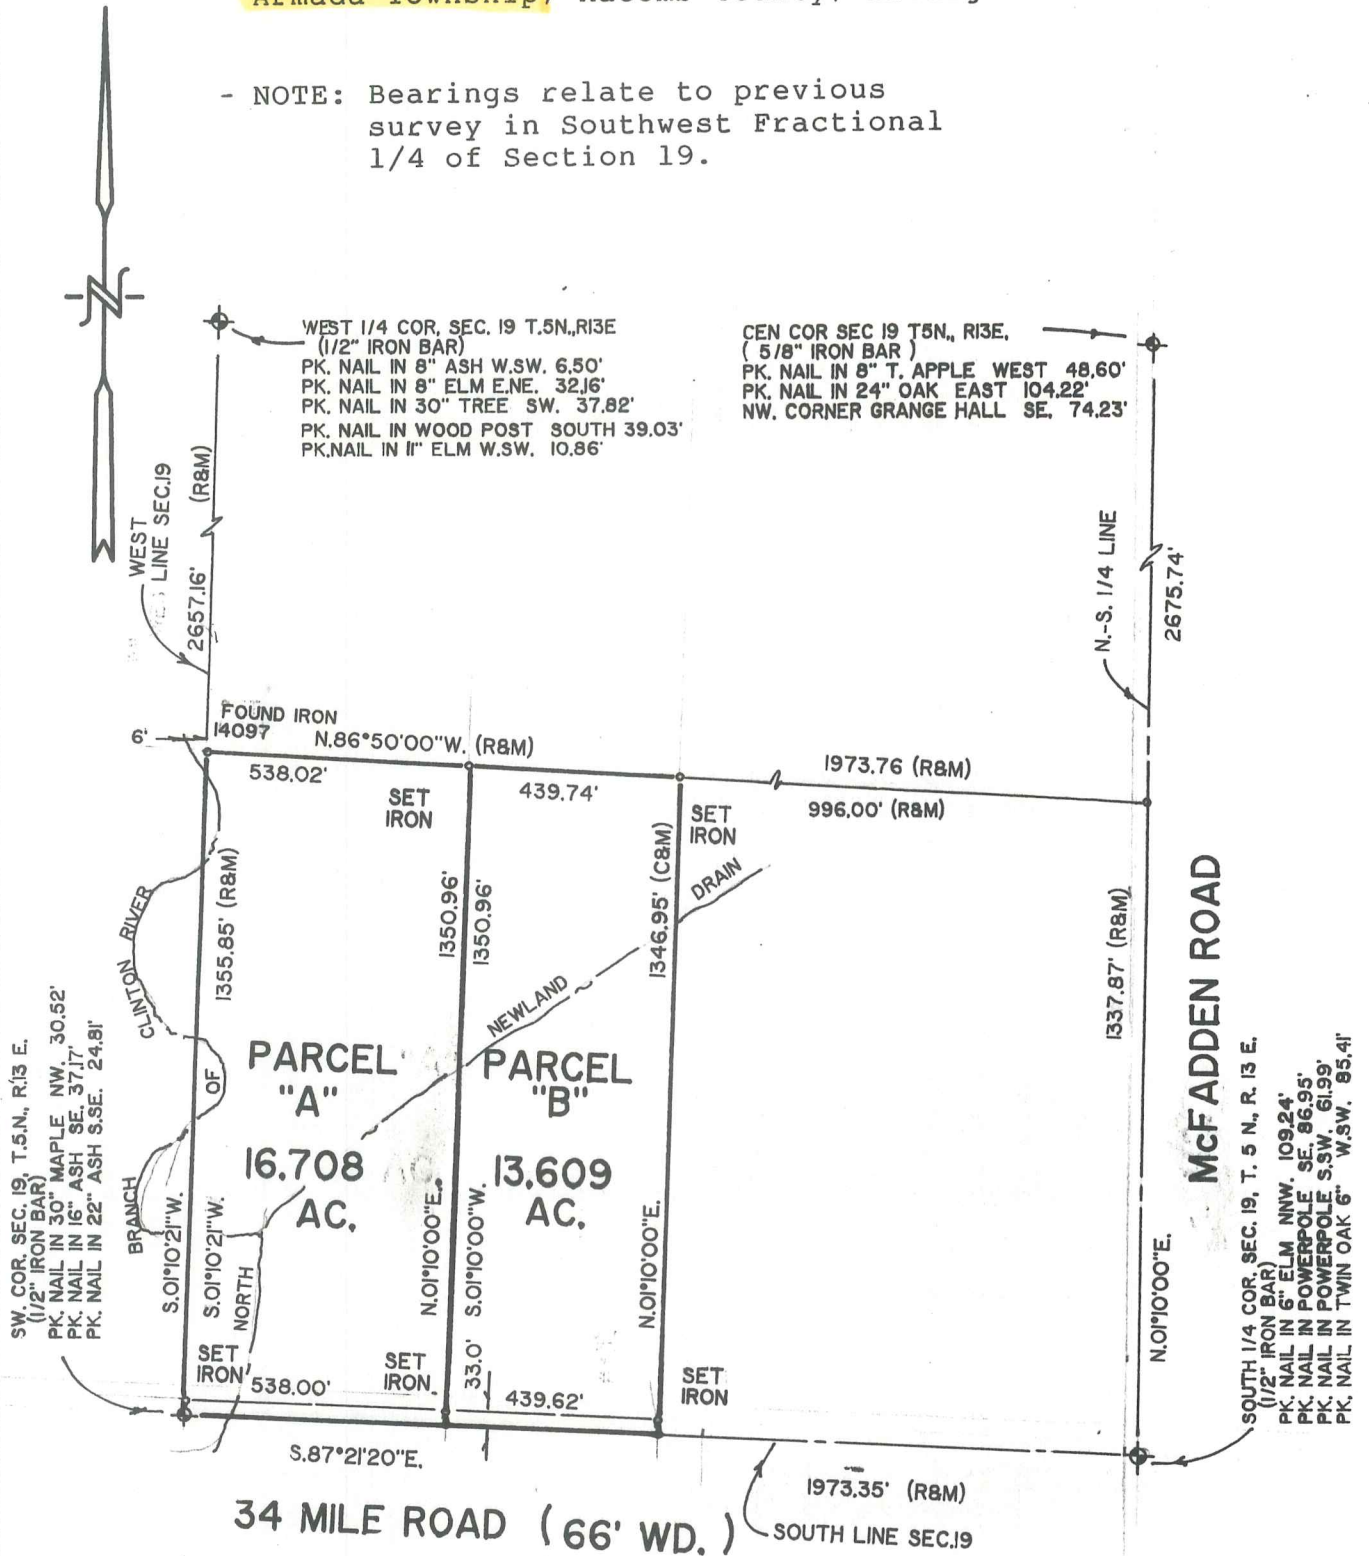 Armada Township,
- NOTE: Bearings relate to previous
survey in Southwest Fractional
1/4 of Section 19.
N
WEST 1/4 COR, SEC. 19 T.5N.,R13E
(1/2" IRON BAR)
PK. NAIL IN 8" ASH W.SW. 6.50'
PK. NAIL IN 8" ELM E.NE. 32.16'
PK. NAIL IN 30" TREE SW. 37.82'
PK. NAIL IN WOOD POST SOUTH 39.03'
PK.NAIL IN 11" ELM W.SW. 10.86'
CEN COR SEC 19 T5N., R13E,
( 5/8" IRON BAR )
PK. NAIL IN 8" T. APPLE WEST 48.60'
PK. NAIL IN 24" OAK EAST 104.22'
NW. CORNER GRANGE HALL SE. 74.23'
WEST
LINE SEC.19
2657.16' (R&M)
N.-S. 1/4 LINE
2675.74'
6'
FOUND IRON
14097
N.86°50'00"W. (R&M)
538.02'
439.74'
1973.76 (R&M)
996.00' (R&M)
SET
IRON
SET
IRON
1355.85' (R&M)
1350.96'
1350.96'
1346.95' (C&M)
1337.87' (R&M)
NEWLAND
DRAIN
NORTH
BRANCH
OF
CLINTON RIVER
PARCEL
"A"
16.708
AC.
PARCEL
"B"
13.609
AC.
S.01°10'21"W.
S.01°10'21"W.
N.01°10'00"E.
S.01°10'00"W.
N.01°10'00"E.
N.01°10'00"E.
McFADDEN ROAD
SW. COR. SEC. 19, T.5.N., R.13 E.
(1/2" IRON BAR)
PK. NAIL IN 30" MAPLE NW. 30.52'
PK. NAIL IN 16" ASH SE. 37.17'
PK. NAIL IN 22" ASH S.SE. 24.81'
SOUTH 1/4 COR. SEC. 19, T. 5 N., R. 13 E.
(1/2" IRON BAR)
PK. NAIL IN 6" ELM NNW. 109.24'
PK. NAIL IN POWERPOLE SE. 86.95'
PK. NAIL IN POWERPOLE S.SW. 61.99'
PK. NAIL IN TWIN OAK 6" W.SW. 85.41'
SET
IRON
SET
IRON
SET
IRON
538.00'
33.0'
439.62'
S.87°21'20"E.
1973.35' (R&M)
34 MILE ROAD (66' WD.)
SOUTH LINE SEC.19